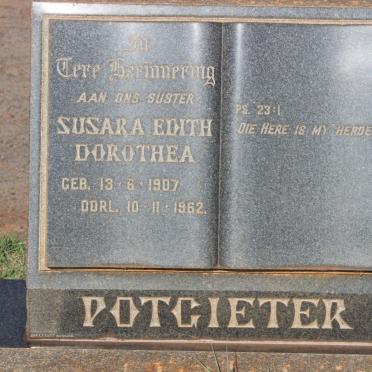 In
Tere Herinnering
AAN ONS SUSTER
SUSARA EDITH
DOROTHEA
GEB. 13·6·1907
OORL. 10·11·1962.
PS. 23:1
DIE HERE IS MY HERDE
POTGIETER